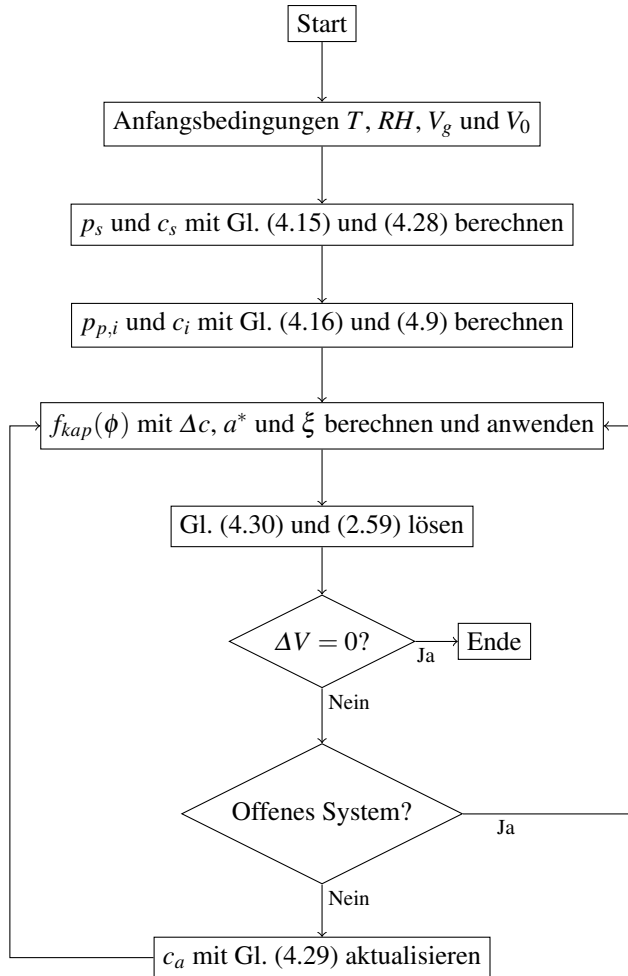 Start
Anfangsbedingungen T, RH, V_g und V_0
p_s und c_s mit Gl. (4.15) und (4.28) berechnen
p_{p,i} und c_i mit Gl. (4.16) und (4.9) berechnen
f_{kap}(ϕ) mit Δc, a* und ξ berechnen und anwenden
Gl. (4.30) und (2.59) lösen
ΔV = 0?
Ja
Ende
Nein
Offenes System?
Ja
Nein
c_a mit Gl. (4.29) aktualisieren